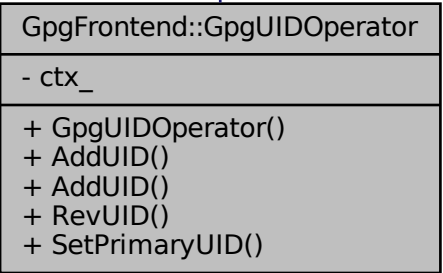 GpgFrontend::GpgUIDOperator
- ctx_
+ GpgUIDOperator()
+ AddUID()
+ AddUID()
+ RevUID()
+ SetPrimaryUID()